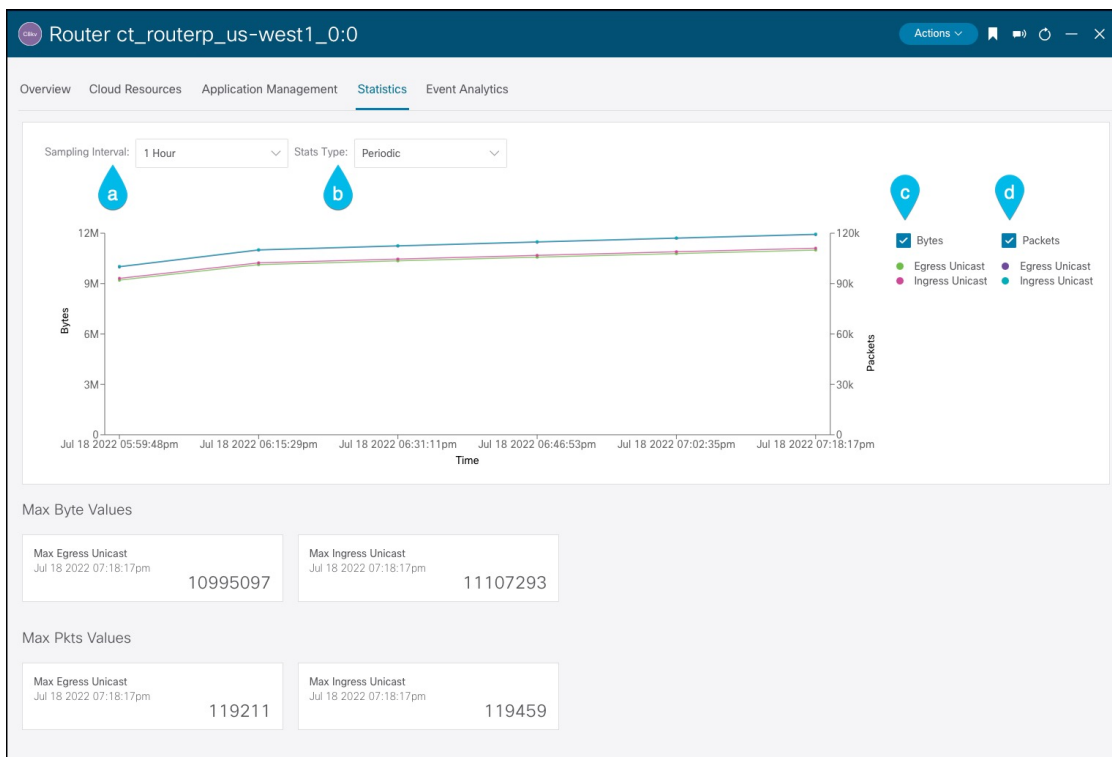 C8kv Router ct_routerp_us-west1_0:0 Actions
Overview Cloud Resources Application Management Statistics Event Analytics
Sampling Interval: 1 Hour Stats Type: Periodic
a b c d
12M 120k Bytes Packets
Egress Unicast Egress Unicast
9M 90k Ingress Unicast Ingress Unicast
Bytes
6M 60k
Packets
3M 30k
0 0
Jul 18 2022 05:59:48pm Jul 18 2022 06:15:29pm Jul 18 2022 06:31:11pm Jul 18 2022 06:46:53pm Jul 18 2022 07:02:35pm Jul 18 2022 07:18:17pm
Time
Max Byte Values
Max Egress Unicast
Jul 18 2022 07:18:17pm
10995097
Max Ingress Unicast
Jul 18 2022 07:18:17pm
11107293
Max Pkts Values
Max Egress Unicast
Jul 18 2022 07:18:17pm
119211
Max Ingress Unicast
Jul 18 2022 07:18:17pm
119459